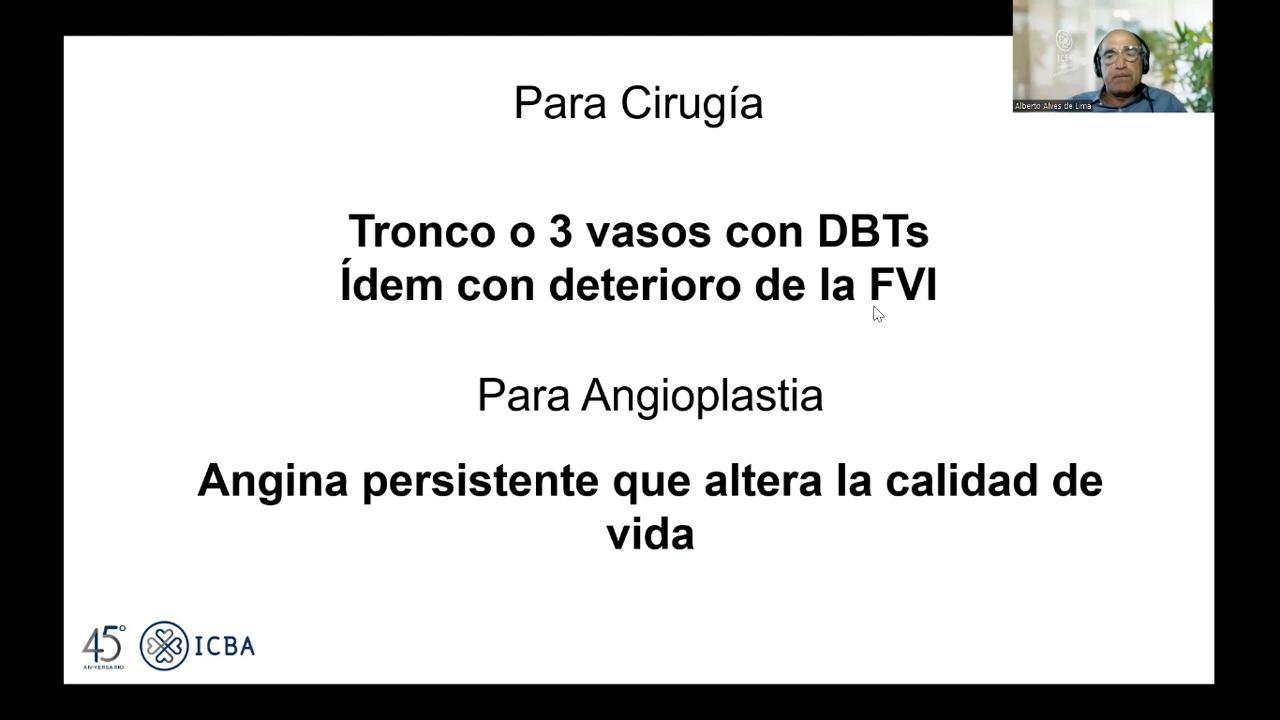 Para Cirugía
Alberto Alves de Lima
Tronco o 3 vasos con DBTs
Ídem con deterioro de la FVI
Para Angioplastia
Angina persistente que altera la calidad de
vida
45°
ANIVERSARIO
ICBA